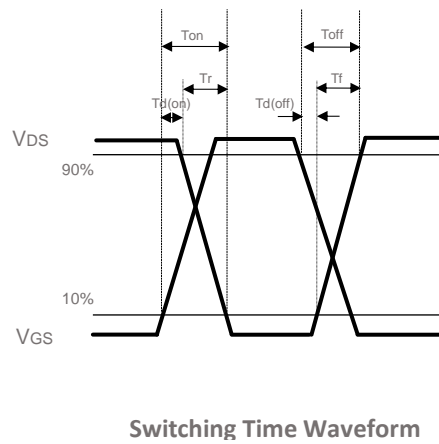 Ton
Toff
Tr
Tf
Td(on)
Td(off)
VDS
90%
10%
VGS
Switching Time Waveform